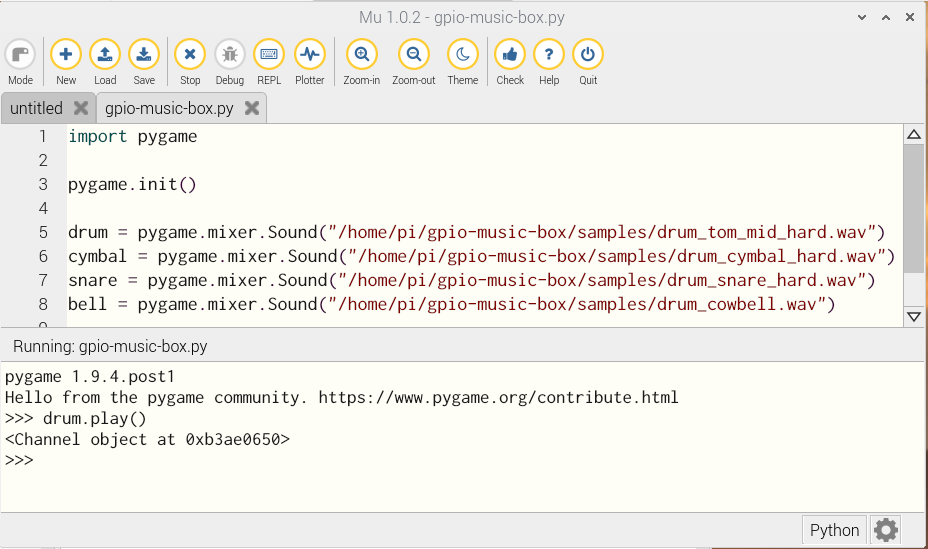 Mu 1.0.2 - gpio-music-box.py
Mode New Load Save Stop Debug REPL Plotter Zoom-in Zoom-out Theme Check Help Quit
untitled gpio-music-box.py
1 import pygame
2
3 pygame.init()
4
5 drum = pygame.mixer.Sound("/home/pi/gpio-music-box/samples/drum_tom_mid_hard.wav")
6 cymbal = pygame.mixer.Sound("/home/pi/gpio-music-box/samples/drum_cymbal_hard.wav")
7 snare = pygame.mixer.Sound("/home/pi/gpio-music-box/samples/drum_snare_hard.wav")
8 bell = pygame.mixer.Sound("/home/pi/gpio-music-box/samples/drum_cowbell.wav")
Running: gpio-music-box.py
pygame 1.9.4.post1
Hello from the pygame community. https://www.pygame.org/contribute.html
>>> drum.play()
<Channel object at 0xb3ae0650>
>>>
Python